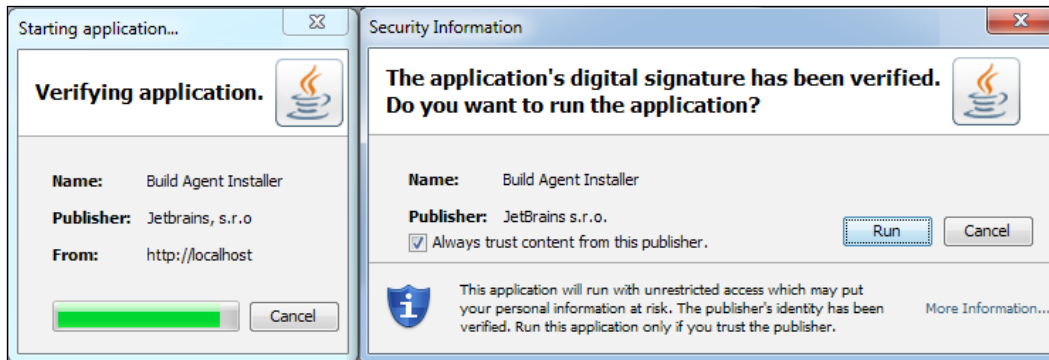 Starting application...
Verifying application.
Name: Build Agent Installer
Publisher: Jetbrains, s.r.o
From: http://localhost
Cancel
Security Information
The application's digital signature has been verified.
Do you want to run the application?
Name: Build Agent Installer
Publisher: JetBrains s.r.o.
Always trust content from this publisher.
Run Cancel
This application will run with unrestricted access which may put
your personal information at risk. The publisher's identity has been
verified. Run this application only if you trust the publisher.
More Information...